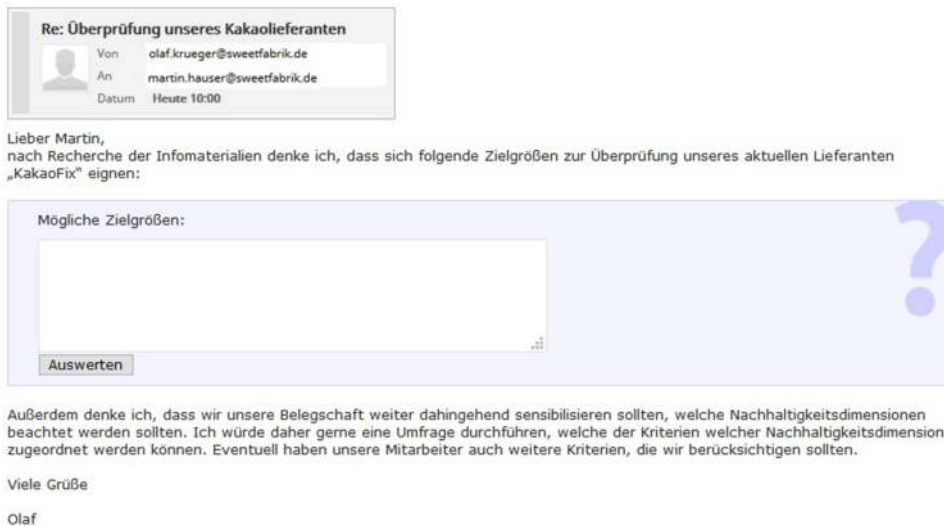 Re: Überprüfung unseres Kakaolieferanten
Von olaf.krueger@sweetfabrik.de
An martin.hauser@sweetfabrik.de
Datum Heute 10:00
Lieber Martin,
nach Recherche der Infomaterialien denke ich, dass sich folgende Zielgrößen zur Überprüfung unseres aktuellen Lieferanten
„KakaoFix“ eignen:
Mögliche Zielgrößen:
?
Auswerten
Außerdem denke ich, dass wir unsere Belegschaft weiter dahingehend sensibilisieren sollten, welche Nachhaltigkeitsdimensionen
beachtet werden sollten. Ich würde daher gerne eine Umfrage durchführen, welche der Kriterien welcher Nachhaltigkeitsdimension
zugeordnet werden können. Eventuell haben unsere Mitarbeiter auch weitere Kriterien, die wir berücksichtigen sollten.
Viele Grüße
Olaf